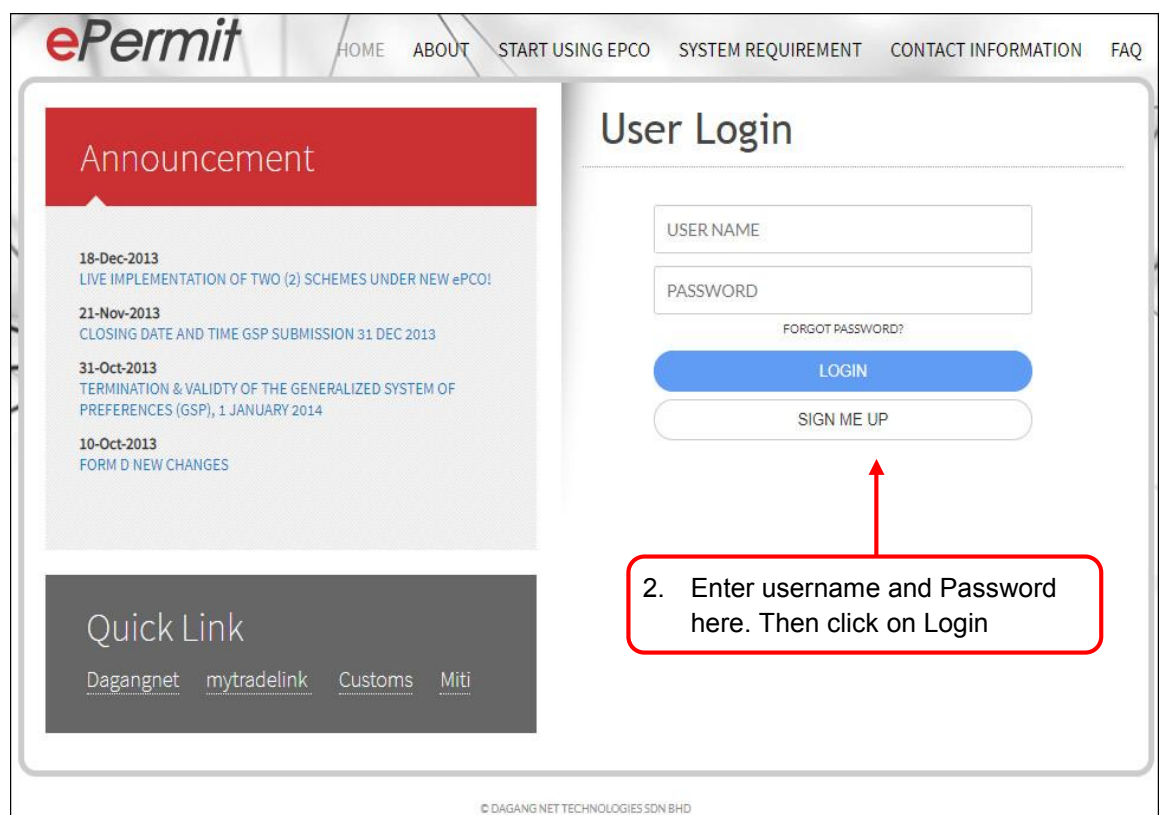 ePermit
HOME ABOUT START USING EPCO SYSTEM REQUIREMENT CONTACT INFORMATION FAQ
Announcement
18-Dec-2013
LIVE IMPLEMENTATION OF TWO (2) SCHEMES UNDER NEW ePCO!
21-Nov-2013
CLOSING DATE AND TIME GSP SUBMISSION 31 DEC 2013
31-Oct-2013
TERMINATION & VALIDTY OF THE GENERALIZED SYSTEM OF
PREFERENCES (GSP), 1 JANUARY 2014
10-Oct-2013
FORM D NEW CHANGES
Quick Link
Dagangnet mytradelink Customs Miti
User Login
USER NAME
PASSWORD
FORGOT PASSWORD?
LOGIN
SIGN ME UP
2. Enter username and Password
here. Then click on Login
© DAGANG NET TECHNOLOGIES SDN BHD